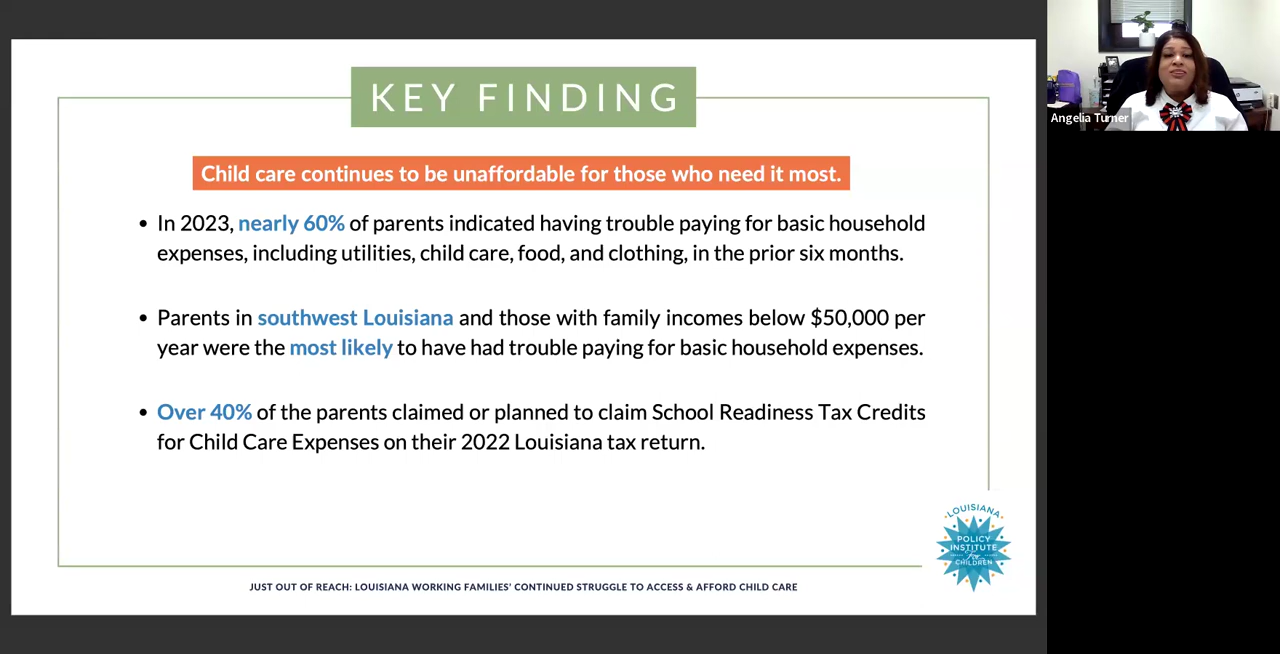 KEY FINDING
Child care continues to be unaffordable for those who need it most.
• In 2023, nearly 60% of parents indicated having trouble paying for basic household
expenses, including utilities, child care, food, and clothing, in the prior six months.
• Parents in southwest Louisiana and those with family incomes below $50,000 per
year were the most likely to have had trouble paying for basic household expenses.
• Over 40% of the parents claimed or planned to claim School Readiness Tax Credits
for Child Care Expenses on their 2022 Louisiana tax return.
LOUISIANA
POLICY
INSTITUTE
for
CHILDREN
JUST OUT OF REACH: LOUISIANA WORKING FAMILIES' CONTINUED STRUGGLE TO ACCESS & AFFORD CHILD CARE
Angelia Turner